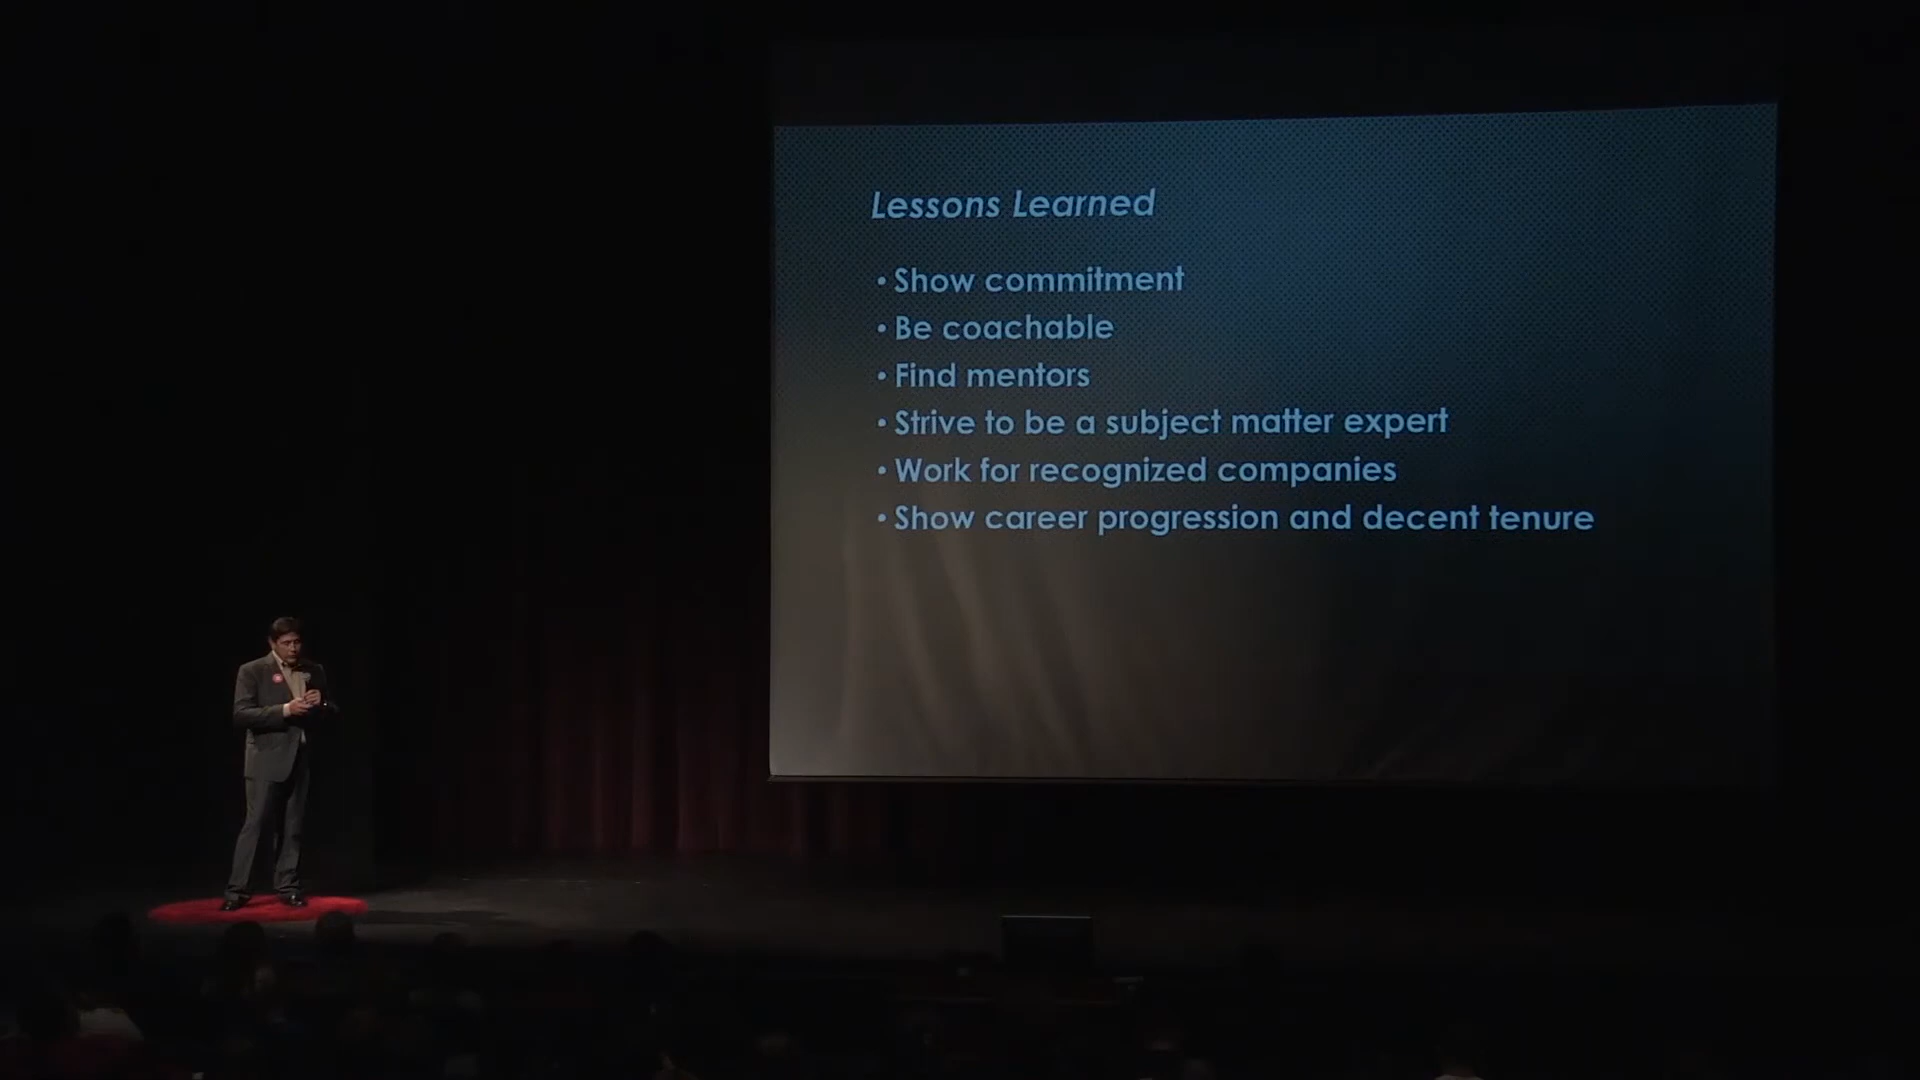 Lessons Learned
• Show commitment
• Be coachable
• Find mentors
• Strive to be a subject matter expert
• Work for recognized companies
• Show career progression and decent tenure